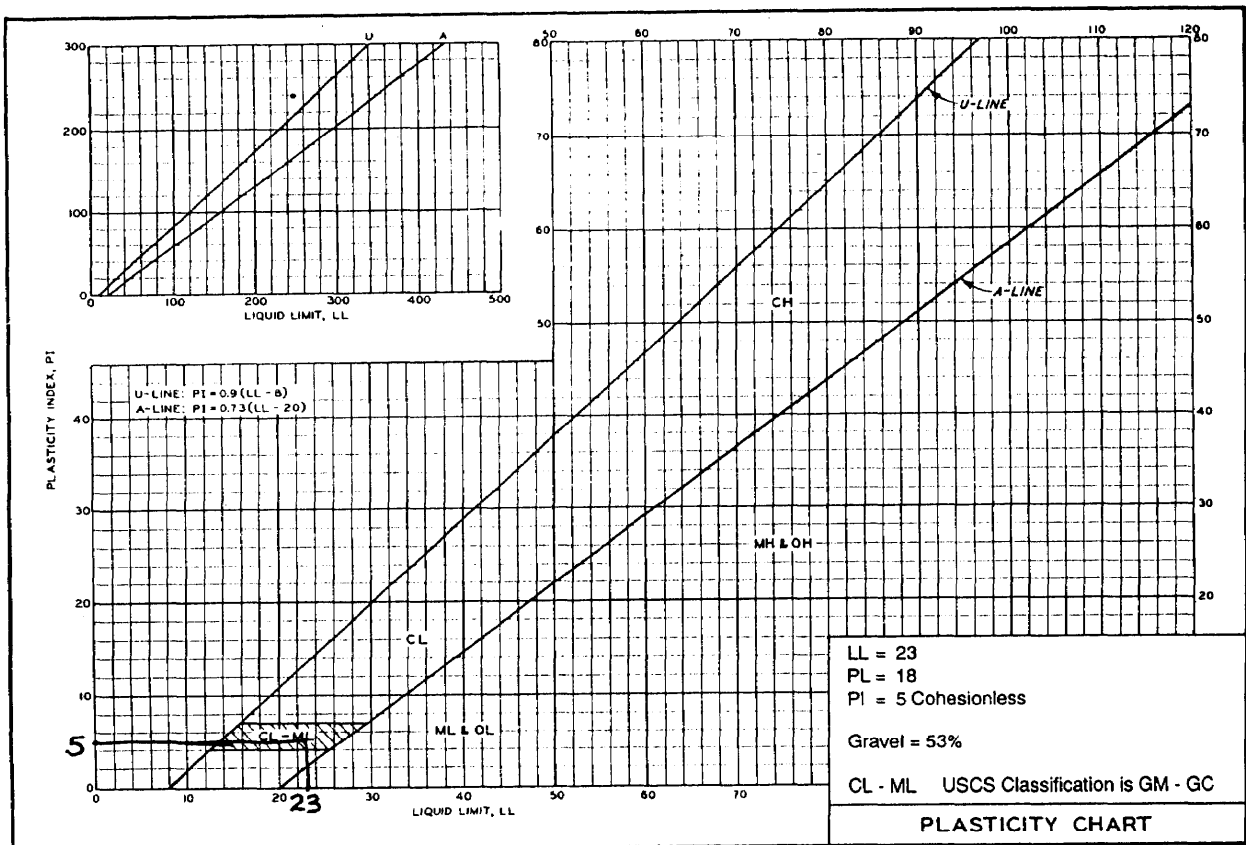 U A
300
200
100
0
0 100 200 300 400 500
LIQUID LIMIT, LL
50 60 70 80 90 100 110 120
80 80
70 70
60 60
50 50
40
30
20
U-LINE
A-LINE
CH
PLASTICITY INDEX, PI
U-LINE: PI = 0.9 (LL - 8)
A-LINE: PI = 0.73 (LL - 20)
40
30
20
10
0
MH & OH
CL
ML & OL
CL - ML
5
0 10 20 30 40 50 60 70
23
LIQUID LIMIT, LL
LL = 23
PL = 18
PI = 5 Cohesionless
Gravel = 53%
CL - ML USCS Classification is GM - GC
PLASTICITY CHART